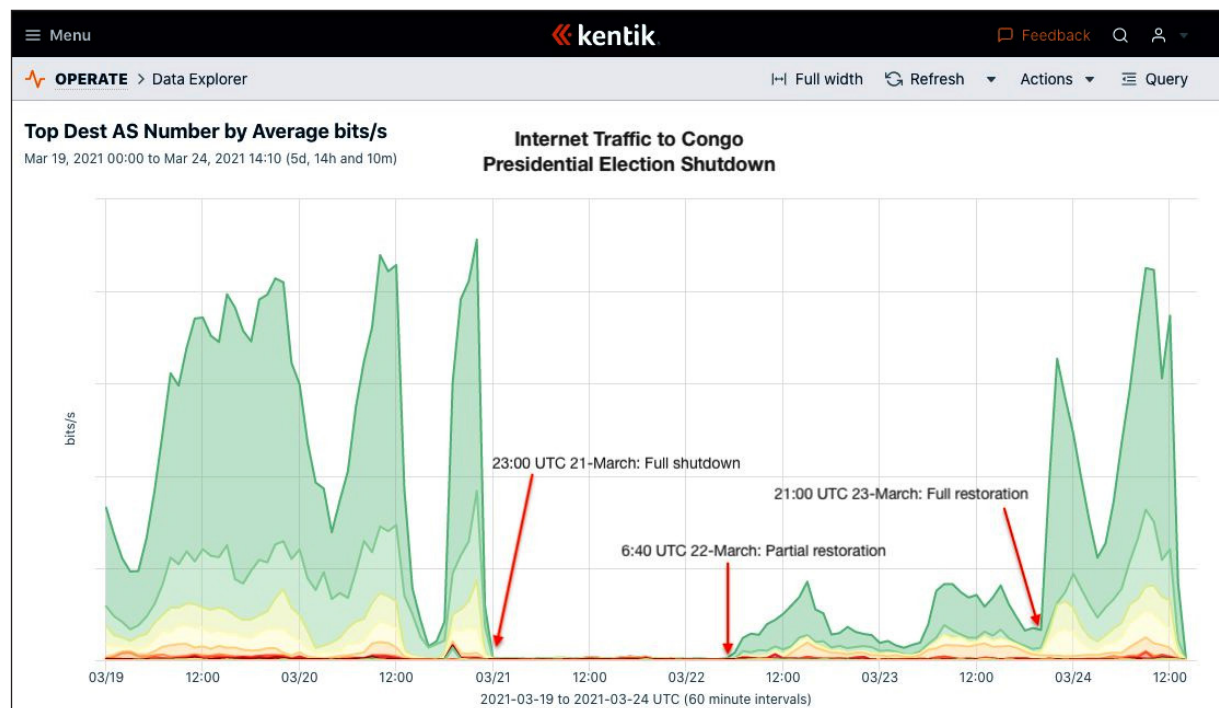 Menu
kentik
Feedback
OPERATE > Data Explorer
Full width
Refresh
Actions
Query
Top Dest AS Number by Average bits/s
Mar 19, 2021 00:00 to Mar 24, 2021 14:10 (5d, 14h and 10m)
Internet Traffic to Congo
Presidential Election Shutdown
bits/s
23:00 UTC 21-March: Full shutdown
21:00 UTC 23-March: Full restoration
6:40 UTC 22-March: Partial restoration
03/19 12:00 03/20 12:00 03/21 12:00 03/22 12:00 03/23 12:00 03/24 12:00
2021-03-19 to 2021-03-24 UTC (60 minute intervals)